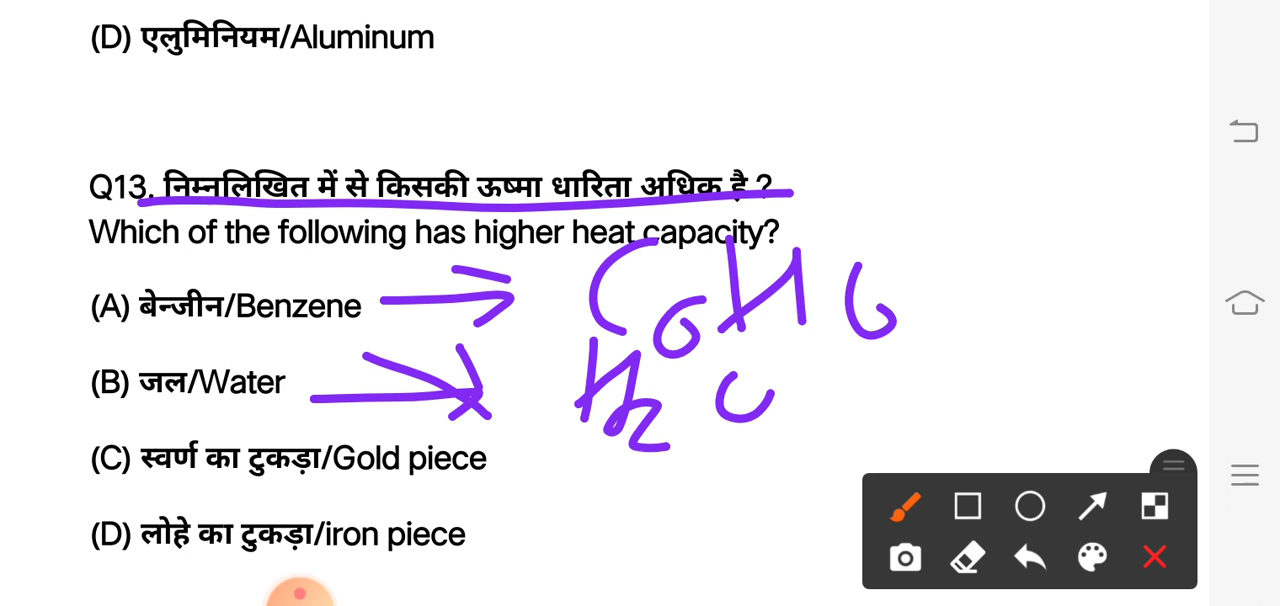 (D) एलुमिनियम/Aluminum
Q13. निम्नलिखित में से किसकी ऊष्मा धारिता अधिक है ?
Which of the following has higher heat capacity?
(A) बेन्जीन/Benzene C6H6
(B) जल/Water H2O
(C) स्वर्ण का टुकड़ा/Gold piece
(D) लोहे का टुकड़ा/iron piece